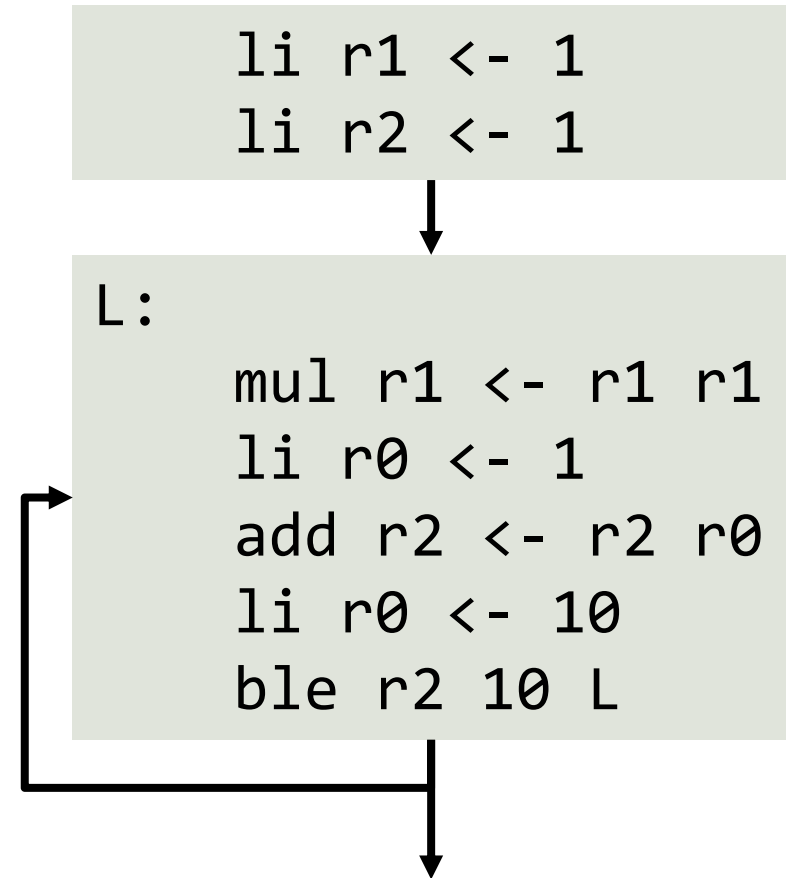 li r1 <- 1
li r2 <- 1
L:
mul r1 <- r1 r1
li r0 <- 1
add r2 <- r2 r0
li r0 <- 10
ble r2 10 L